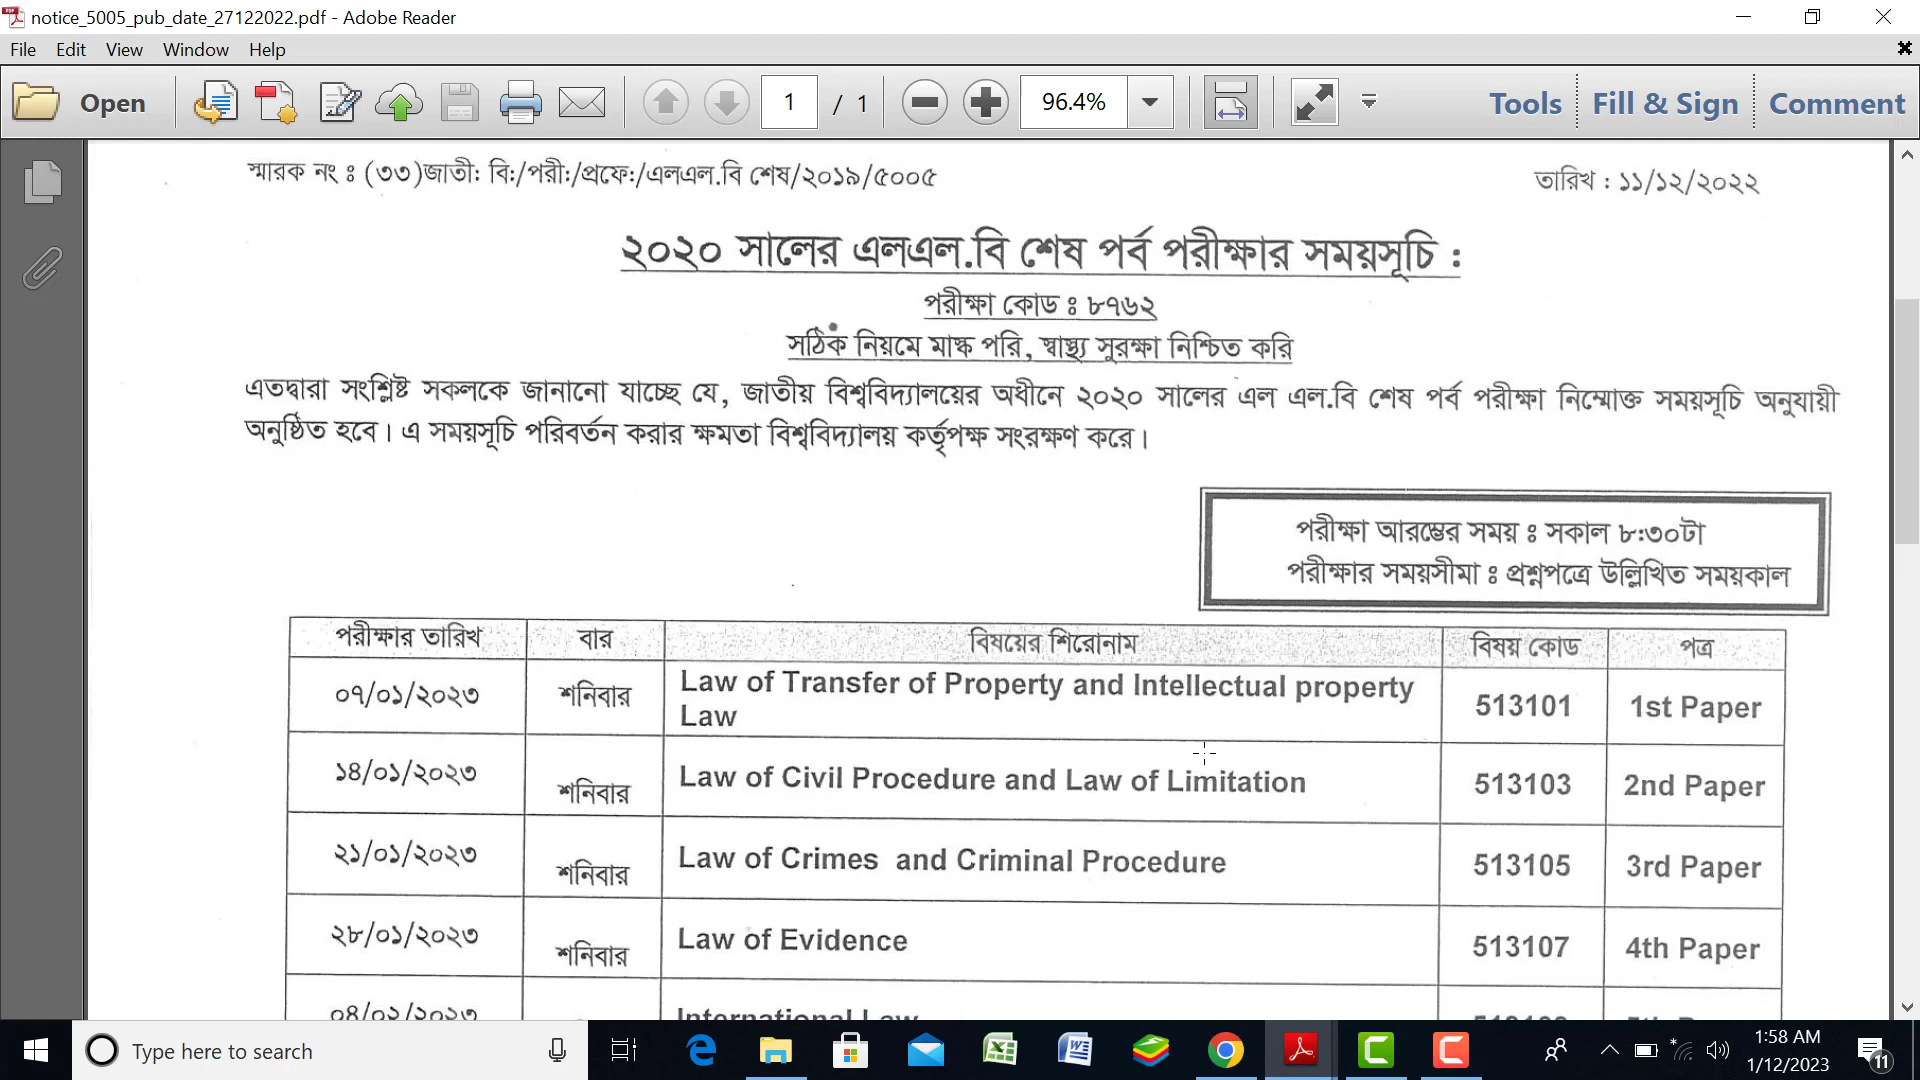 notice_5005_pub_date_27122022.pdf - Adobe Reader
File Edit View Window Help
Open 1 / 1 96.4% Tools Fill & Sign Comment
স্মারক নং ঃ (৩৩)জাতী: বি:/পরী:/প্রফে:/এলএল.বি শেষ/২০১৯/৫০০৫ তারিখ : ১১/১২/২০২২
২০২০ সালের এলএল.বি শেষ পর্ব পরীক্ষার সময়সূচি :
পরীক্ষা কোড ঃ ৮৭৬২
সঠিক নিয়মে মাস্ক পরি, স্বাস্থ্য সুরক্ষা নিশ্চিত করি
এতদ্বারা সংশ্লিষ্ট সকলকে জানানো যাচ্ছে যে, জাতীয় বিশ্ববিদ্যালয়ের অধীনে ২০২০ সালের এল এল.বি শেষ পর্ব পরীক্ষা নিম্মোক্ত সময়সূচি অনুযায়ী
অনুষ্ঠিত হবে। এ সময়সূচি পরিবর্তন করার ক্ষমতা বিশ্ববিদ্যালয় কর্তৃপক্ষ সংরক্ষণ করে।
পরীক্ষা আরম্ভের সময় ঃ সকাল ৮:৩০টা
পরীক্ষার সময়সীমা ঃ প্রশ্নপত্রে উল্লিখিত সময়কাল
পরীক্ষার তারিখ বার বিষয়ের শিরোনাম বিষয় কোড পত্র
০৭/০১/২০২৩ শনিবার Law of Transfer of Property and Intellectual property
Law 513101 1st Paper
১৪/০১/২০২৩ শনিবার Law of Civil Procedure and Law of Limitation 513103 2nd Paper
২১/০১/২০২৩ শনিবার Law of Crimes and Criminal Procedure 513105 3rd Paper
২৮/০১/২০২৩ শনিবার Law of Evidence 513107 4th Paper
০৪/০২/২০২৩ International Law
Type here to search
1:58 AM
1/12/2023
11